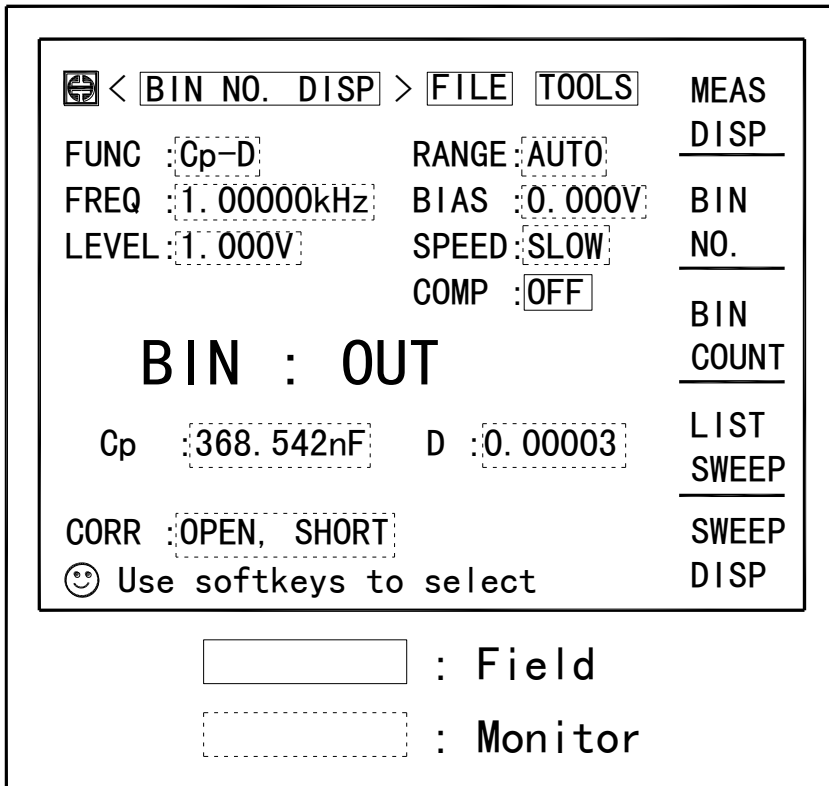 < BIN NO. DISP > FILE TOOLS
FUNC :Cp-D RANGE:AUTO
FREQ :1.00000kHz BIAS :0.000V
LEVEL:1.000V SPEED:SLOW
COMP :OFF
BIN : OUT
Cp :368.542nF D :0.00003
CORR :OPEN, SHORT
Use softkeys to select
MEAS
DISP
BIN
NO.
BIN
COUNT
LIST
SWEEP
SWEEP
DISP
: Field
: Monitor